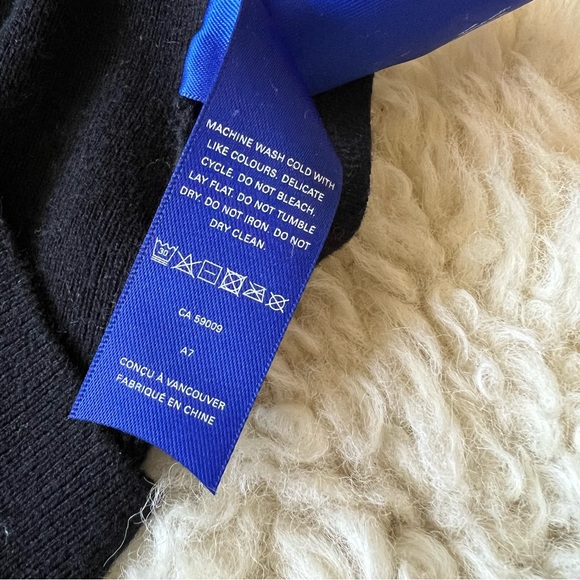 MACHINE WASH COLD WITH
LIKE COLOURS. DELICATE
CYCLE. DO NOT BLEACH.
LAY FLAT. DO NOT TUMBLE
DRY. DO NOT IRON. DO NOT
DRY CLEAN.
30
CA 59009
A7
CONÇU À VANCOUVER
FABRIQUÉ EN CHINE